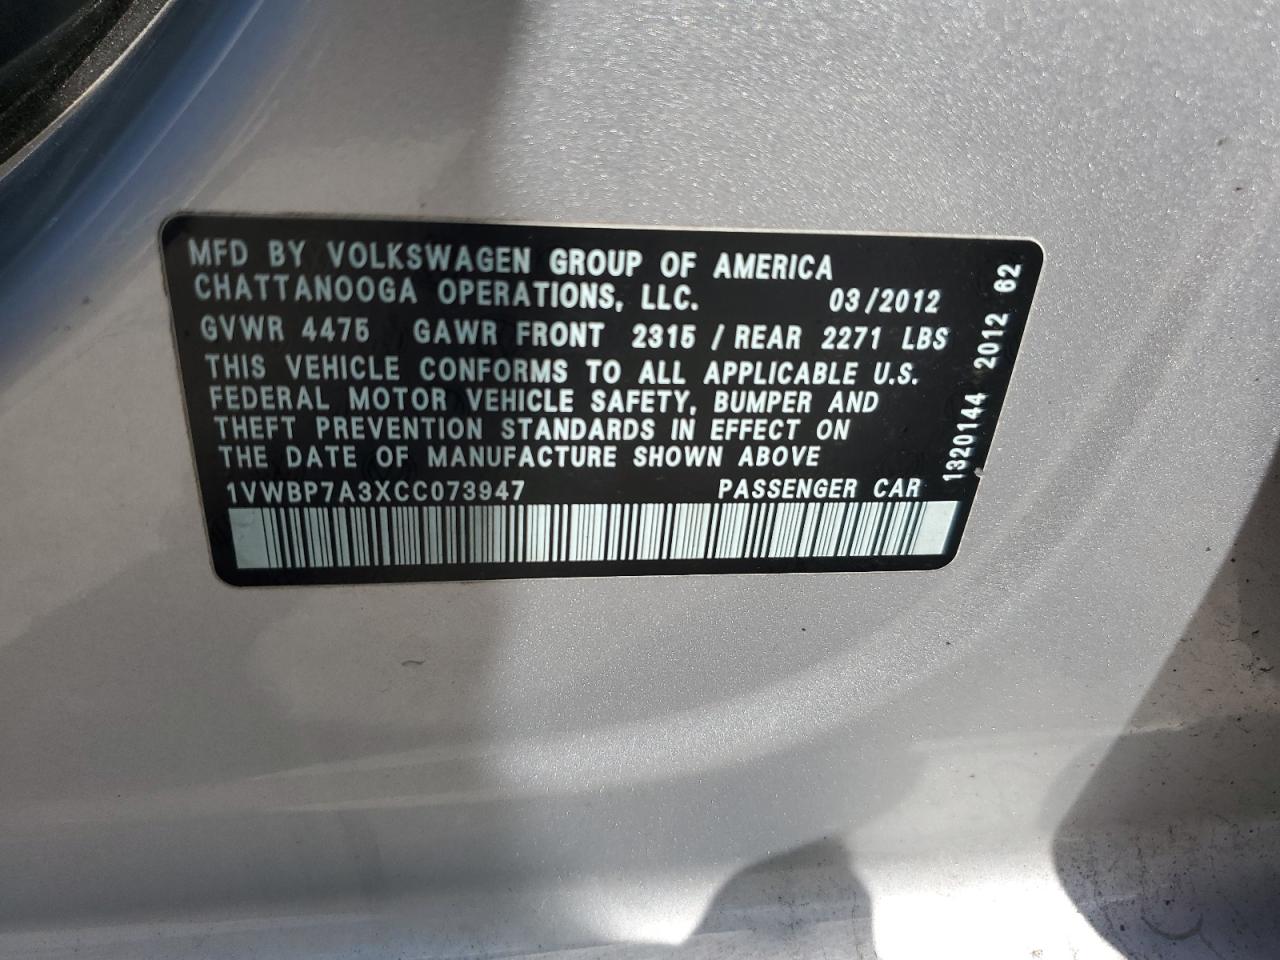 MFD BY VOLKSWAGEN GROUP OF AMERICA
CHATTANOOGA OPERATIONS, LLC. 03/2012
GVWR 4475 GAWR FRONT 2315 / REAR 2271 LBS
THIS VEHICLE CONFORMS TO ALL APPLICABLE U.S.
FEDERAL MOTOR VEHICLE SAFETY, BUMPER AND
THEFT PREVENTION STANDARDS IN EFFECT ON
THE DATE OF MANUFACTURE SHOWN ABOVE
1VWBP7A3XCC073947 PASSENGER CAR
1320144 2012 62